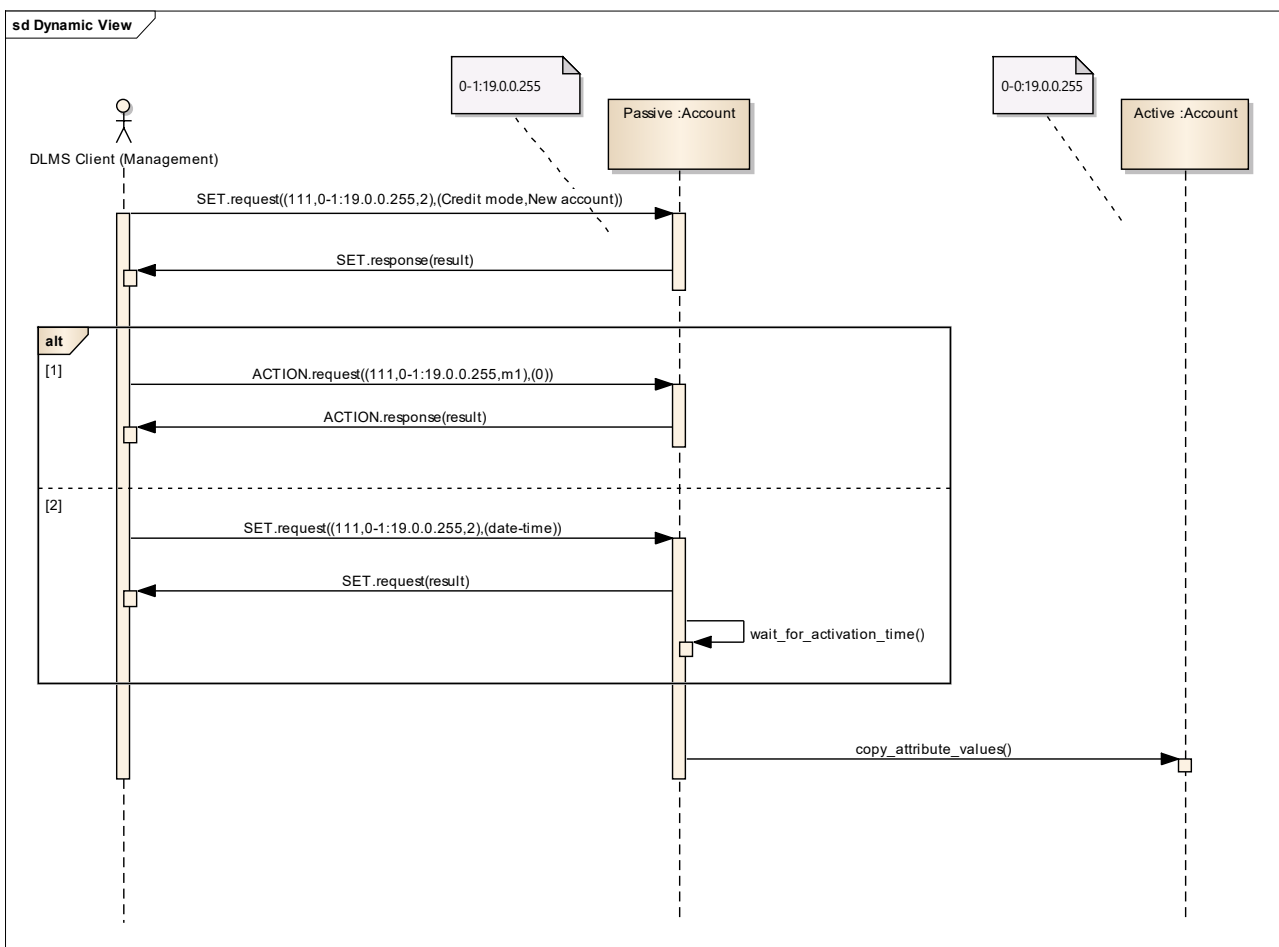 sd Dynamic View
0-1:19.0.0.255
0-0:19.0.0.255
Passive :Account
Active :Account
DLMS Client (Management)
SET.request((111,0-1:19.0.0.255,2),(Credit mode,New account))
SET.response(result)
alt
[1]
ACTION.request((111,0-1:19.0.0.255,m1),(0))
ACTION.response(result)
[2]
SET.request((111,0-1:19.0.0.255,2),(date-time))
SET.request(result)
wait_for_activation_time()
copy_attribute_values()